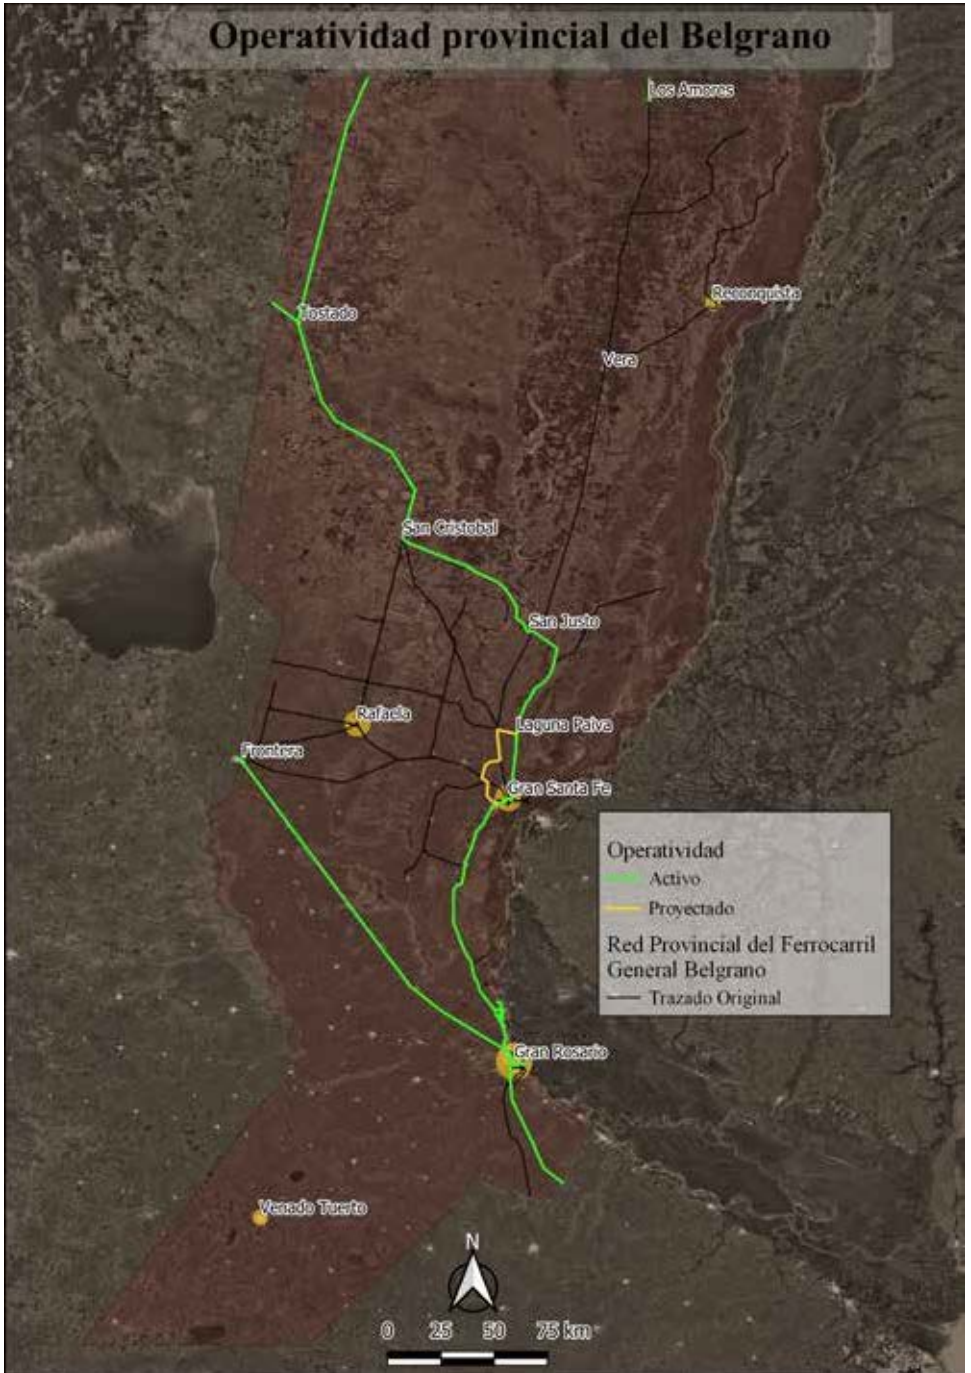 Operatividad provincial del Belgrano
Los Amores
Reconquista
Tostado
Vera
San Cristobal
San Justo
Rafaela
Laguna Paiva
Frontera
Gran Santa Fe
Operatividad
Activo
Proyectado
Red Provincial del Ferrocarril
General Belgrano
Trazado Original
Gran Rosario
Venado Tuerto
N
0 25 50 75 km